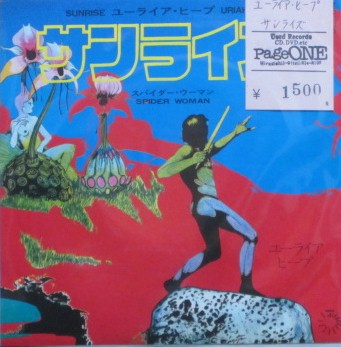 SUNRISE ユーライア・ヒープ URIAH
サンライズ
スパイダー・ウーマン
SPIDER WOMAN
ユーライア・ヒープ
サンライズ
Used Records
CD, DVD, etc
PageONE
¥ 1500
ユーライア
ヒープ